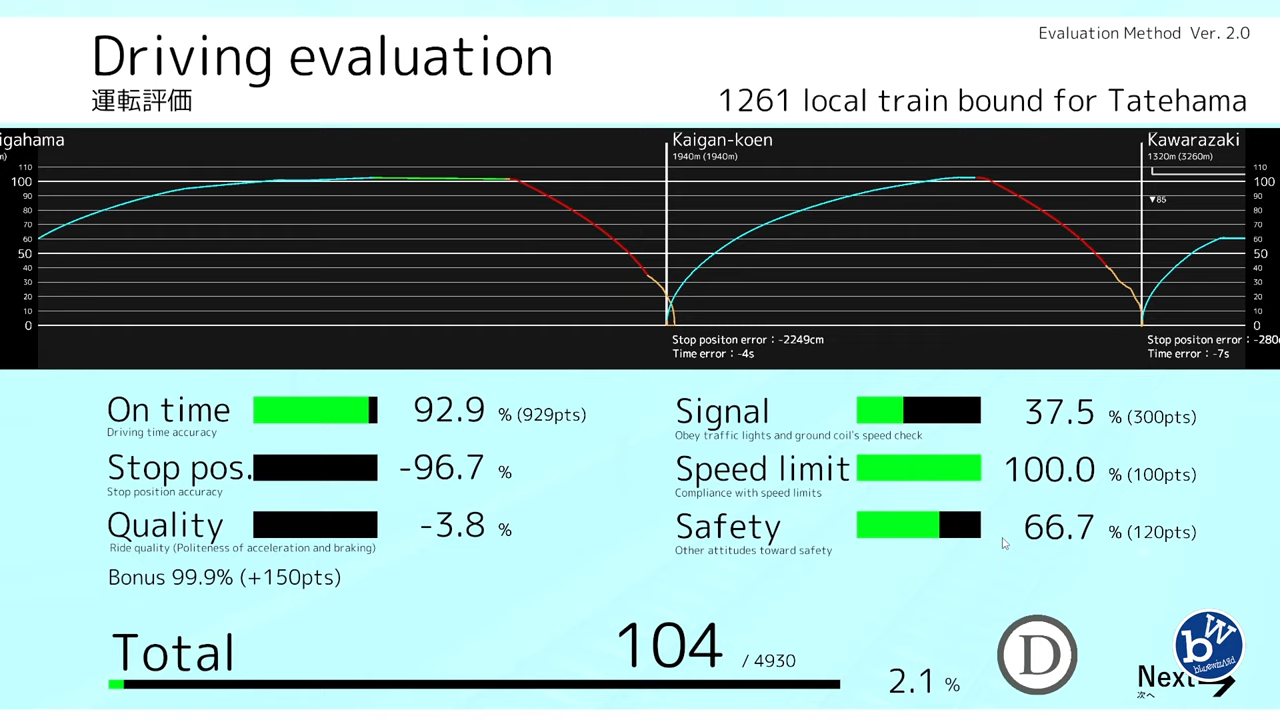 Evaluation Method Ver. 2.0
Driving evaluation
運転評価
1261 local train bound for Tatehama
igahama
m)
Kaigan-koen
1940m (1940m)
Kawarazaki
1320m (3260m)
110 110
100 100
90 90
▼85
80 80
70 70
60 60
50 50
40 40
30 30
20 20
10 10
0 0
Stop positon error：-2249cm
Time error：-4s
Stop positon error：-280c
Time error：-7s
On time 92.9 % (929pts)
Driving time accuracy
Signal 37.5 % (300pts)
Obey traffic lights and ground coil's speed check
Stop pos. -96.7 %
Stop position accuracy
Speed limit 100.0 % (100pts)
Compliance with speed limits
Quality -3.8 %
Ride quality (Politeness of acceleration and braking)
Safety 66.7 % (120pts)
Other attitudes toward safety
Bonus 99.9% (+150pts)
Total 104 / 4930
2.1 %
D
Next
次へ
bW
bluewizard